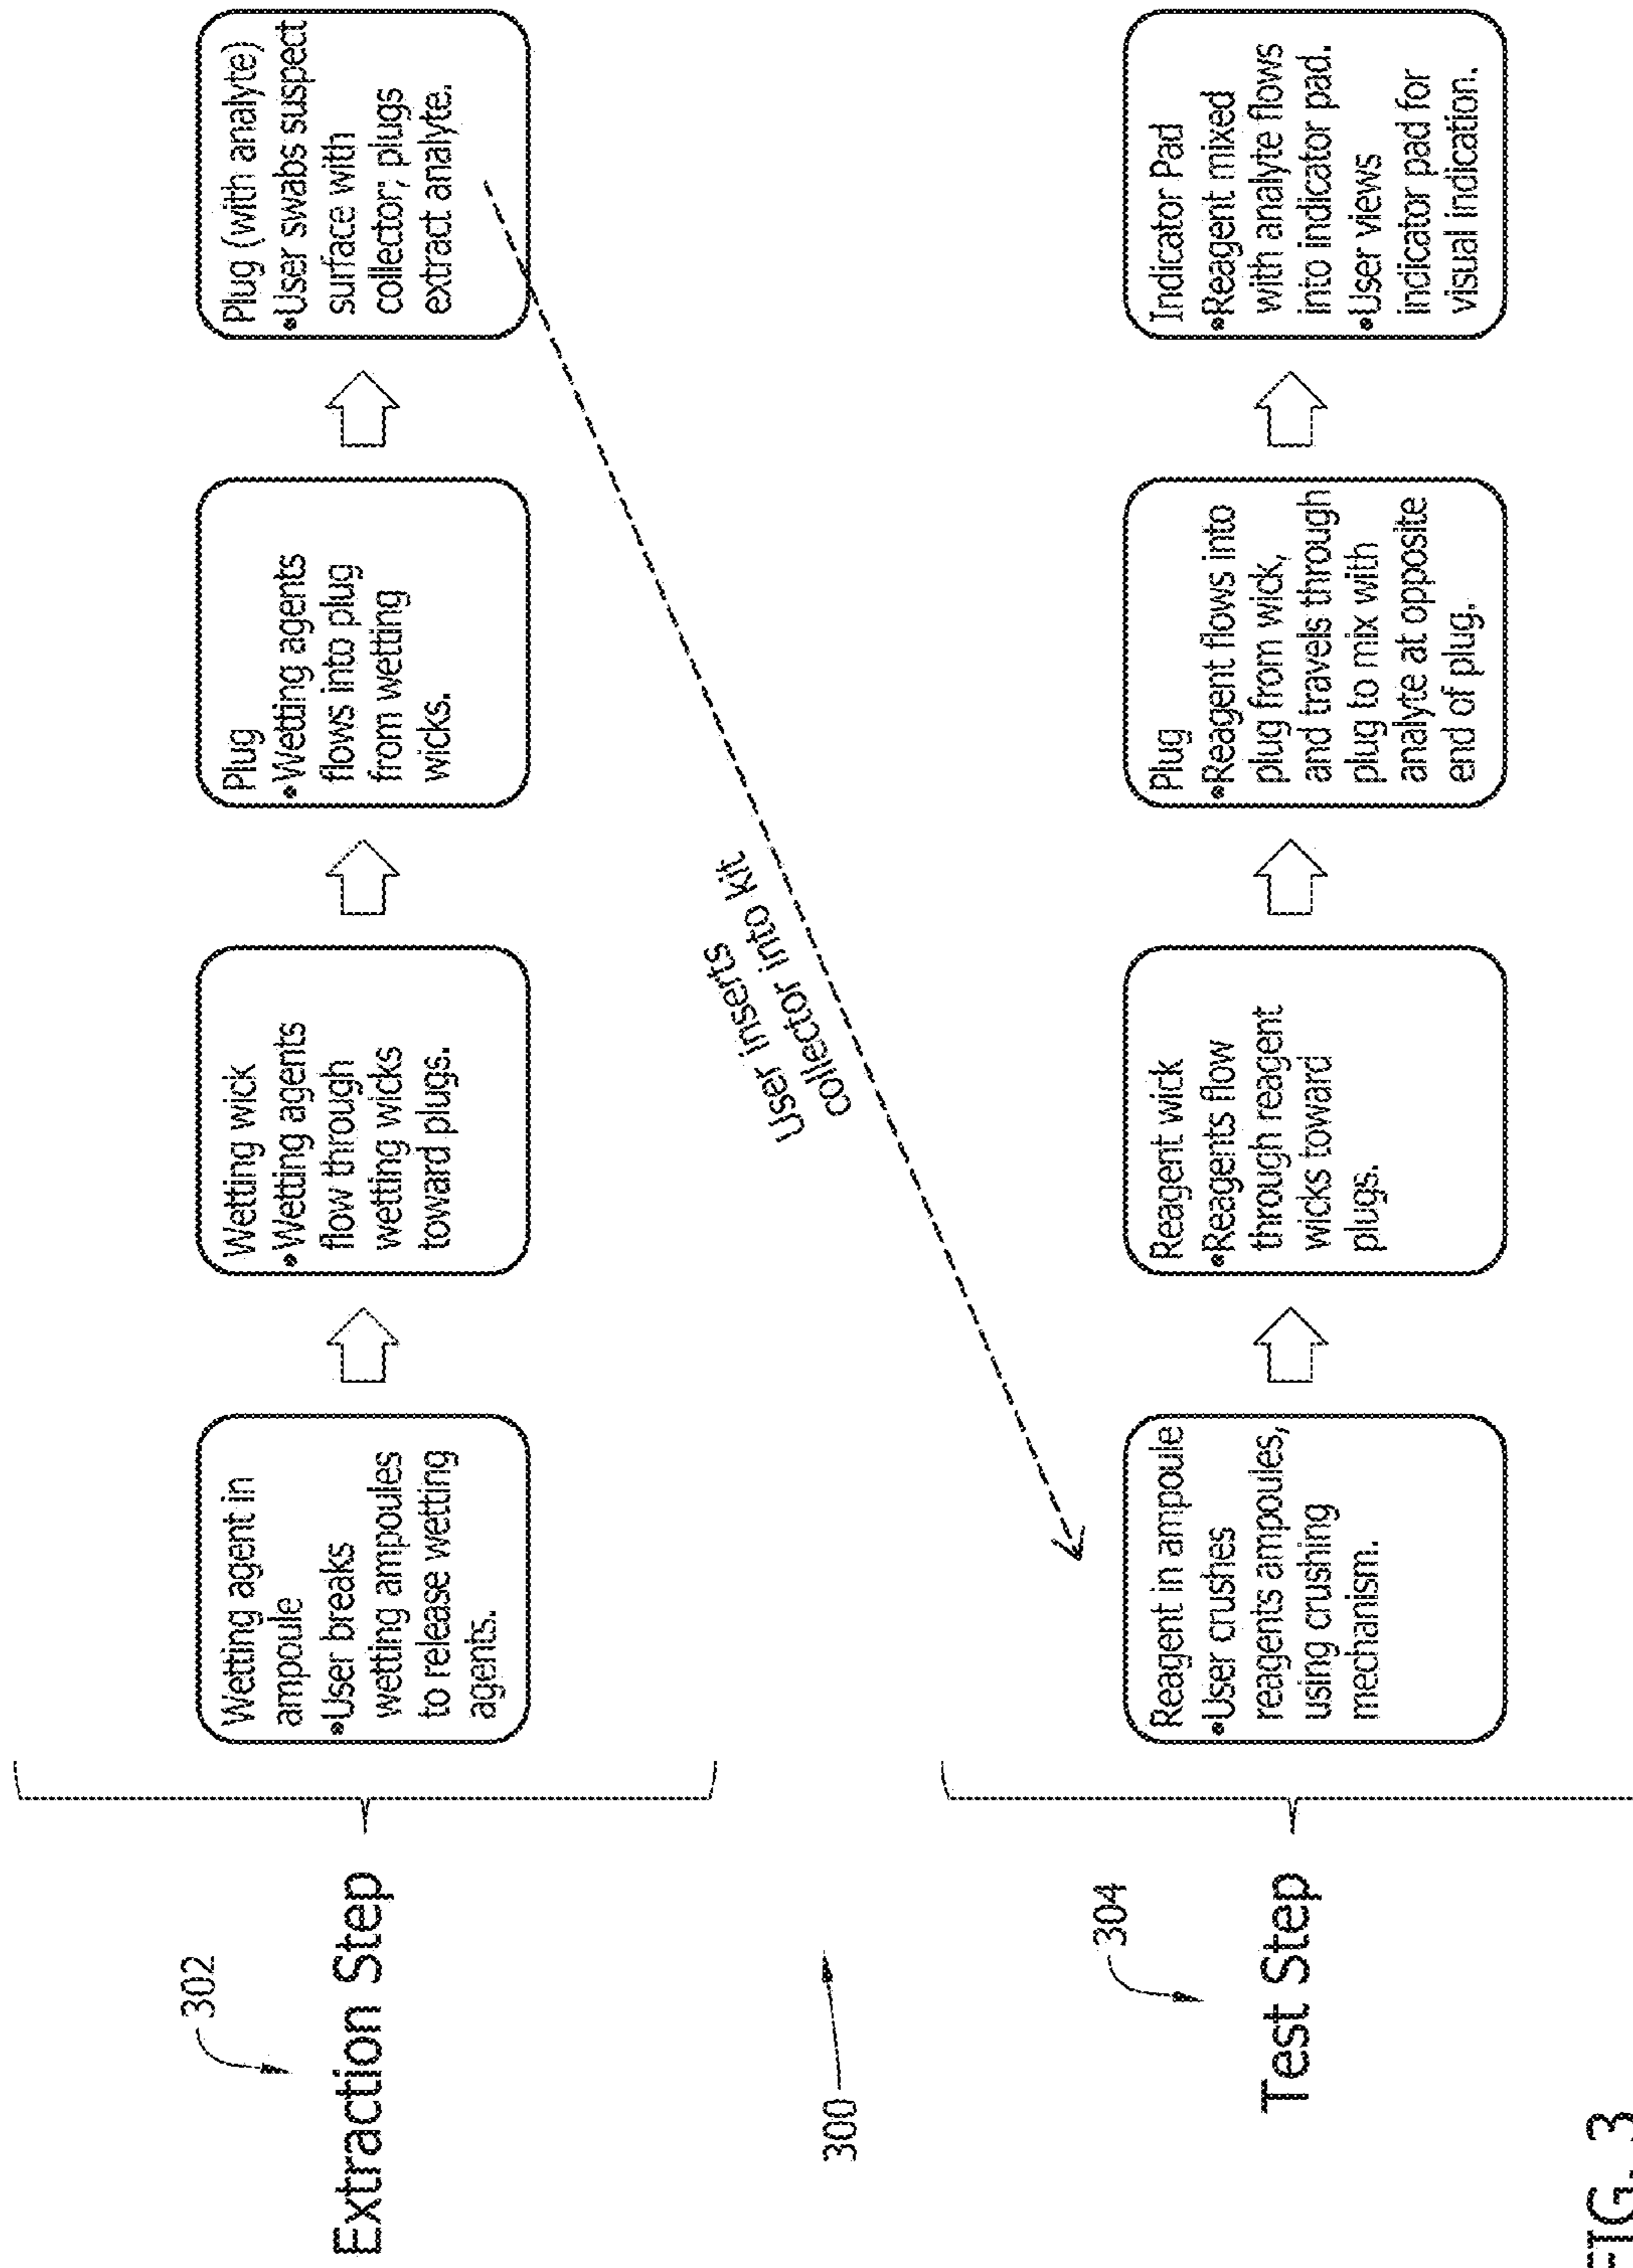 302
Extraction Step
Wetting agent in
ampoule
•User breaks
wetting ampoules
to release wetting
agents.
Wetting wick
•Wetting agents
flow through
wetting wicks
toward plugs.
Plug
•Wetting agents
flows into plug
from wetting
wicks.
Plug (with analyte)
•User swabs suspect
surface with
collector; plugs
extract analyte.
User inserts
collector into kit
300
304
Test Step
Reagent in ampoule
•User crushes
reagents ampoules,
using crushing
mechanism.
Reagent wick
•Reagents flow
through reagent
wicks toward
plugs.
Plug
•Reagent flows into
plug from wick,
and travels through
plug to mix with
analyte at opposite
end of plug.
Indicator Pad
•Reagent mixed
with analyte flows
into indicator pad.
•User views
indicator pad for
visual indication.
FIG. 3